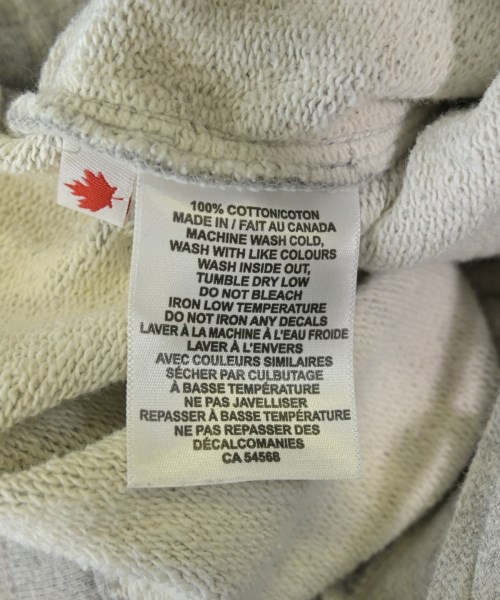 100% COTTON/COTON
MADE IN / FAIT AU CANADA
MACHINE WASH COLD,
WASH WITH LIKE COLOURS
WASH INSIDE OUT,
TUMBLE DRY LOW
DO NOT BLEACH
IRON LOW TEMPERATURE
DO NOT IRON ANY DECALS
LAVER À LA MACHINE À L'EAU FROIDE
LAVER À L'ENVERS
AVEC COULEURS SIMILAIRES
SÉCHER PAR CULBUTAGE
À BASSE TEMPÉRATURE
NE PAS JAVELLISER
REPASSER À BASSE TEMPÉRATURE
NE PAS REPASSER DES
DÉCALCOMANIES
CA 54568